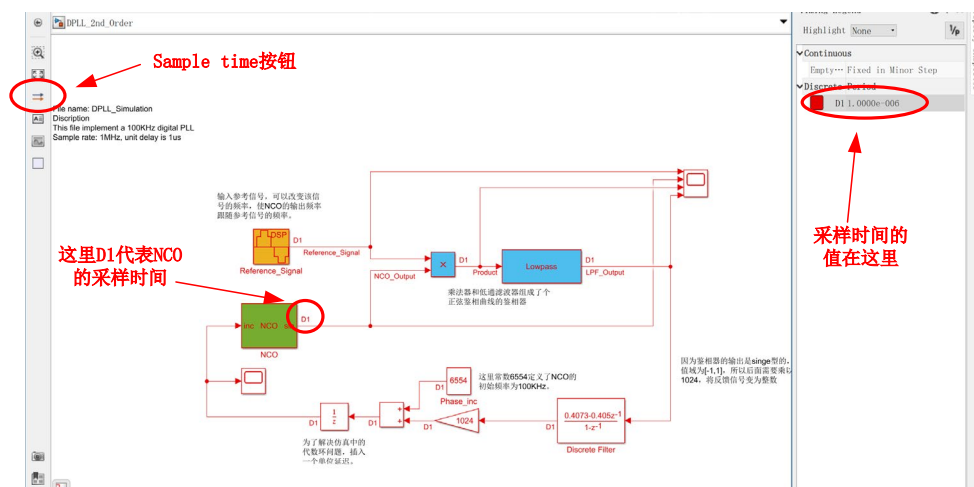 DPLL_2nd_Order
Highlight None
Continuous
Empty… Fixed in Minor Step
Discrete Period
D1 1.0000e-006
Sample time按钮
File name: DPLL_Simulation
Discription
This file implement a 100KHz digital PLL
Sample rate: 1MHz, unit delay is 1us
采样时间的
值在这里
输入参考信号，可以改变该信
号的频率，使NCO的输出频率
跟随参考信号的频率。
这里D1代表NCO
的采样时间
DSP
D1
Reference_Signal
Reference_Signal
NCO_Output
×
D1
Product
Lowpass
D1
LPF_Output
乘法器和低通滤波器组成了个
正弦鉴相曲线的鉴相器
D1
inc NCO
NCO
因为鉴相器的输出是singe型的，
值域为[-1,1]，所以后面需要乘以
1024，将反馈信号变为整数
这里常数6554定义了NCO的
初始频率为100KHz。
6554
D1
Phase_inc
1
z
D1
+
+
D1
1024
D1
0.4073-0.405z-1
1-z-1
D1
Discrete Filter
为了解决仿真中的
代数环问题，插入
一个单位延迟。